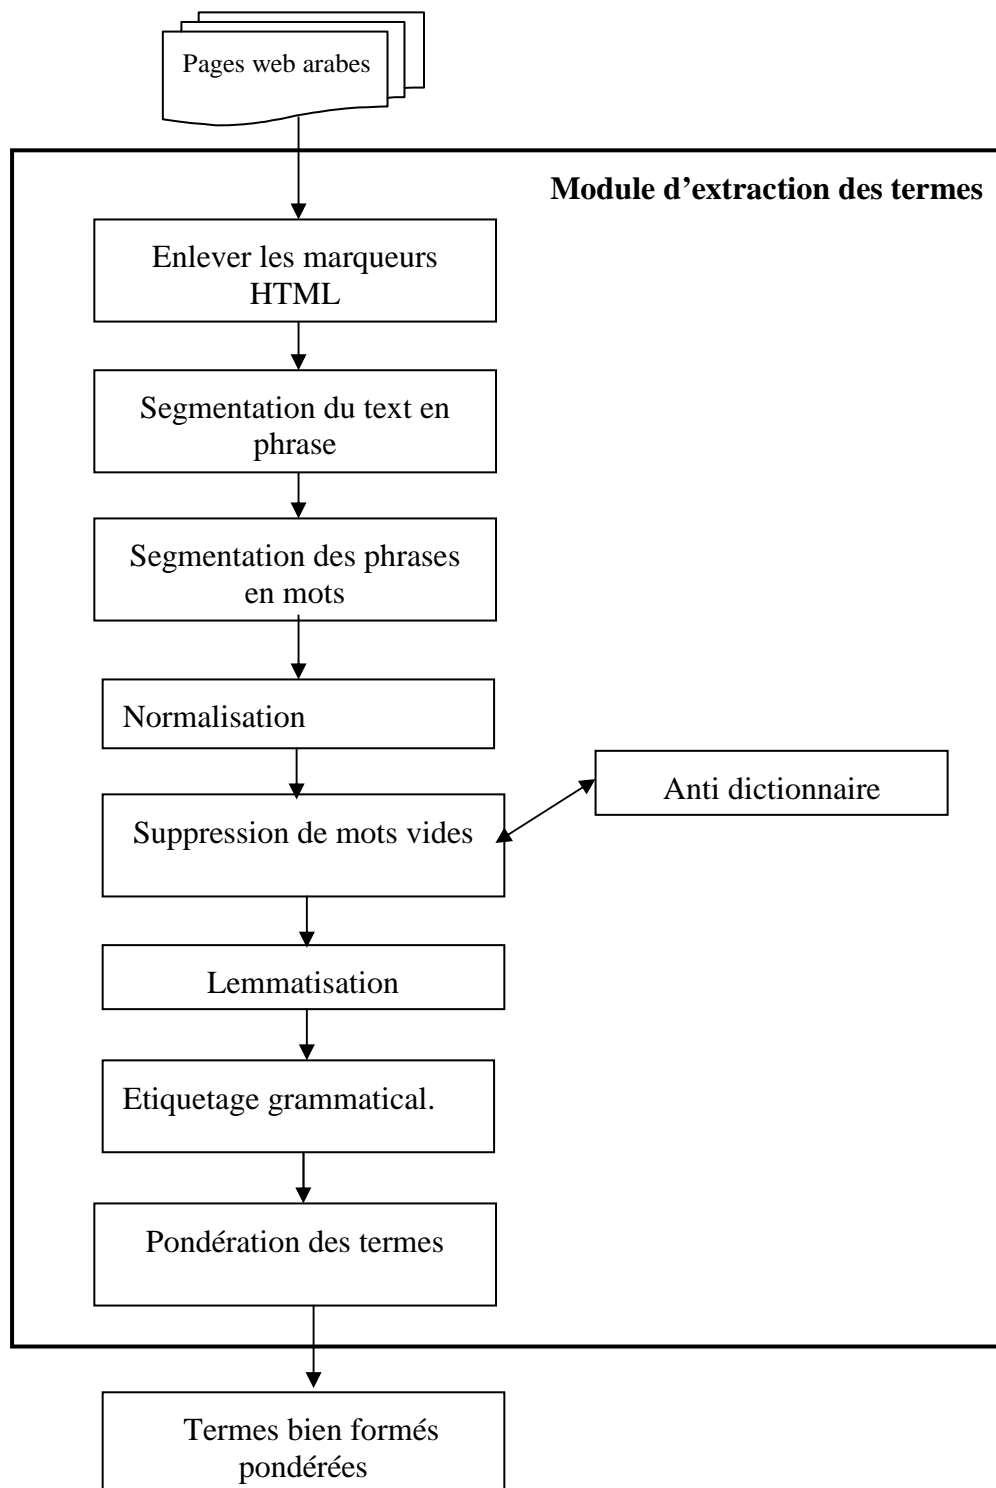 Pages web arabes
Module d’extraction des termes
Enlever les marqueurs
HTML
Segmentation du text en
phrase
Segmentation des phrases
en mots
Normalisation
Anti dictionnaire
Suppression de mots vides
Lemmatisation
Etiquetage grammatical.
Pondération des termes
Termes bien formés
pondérées